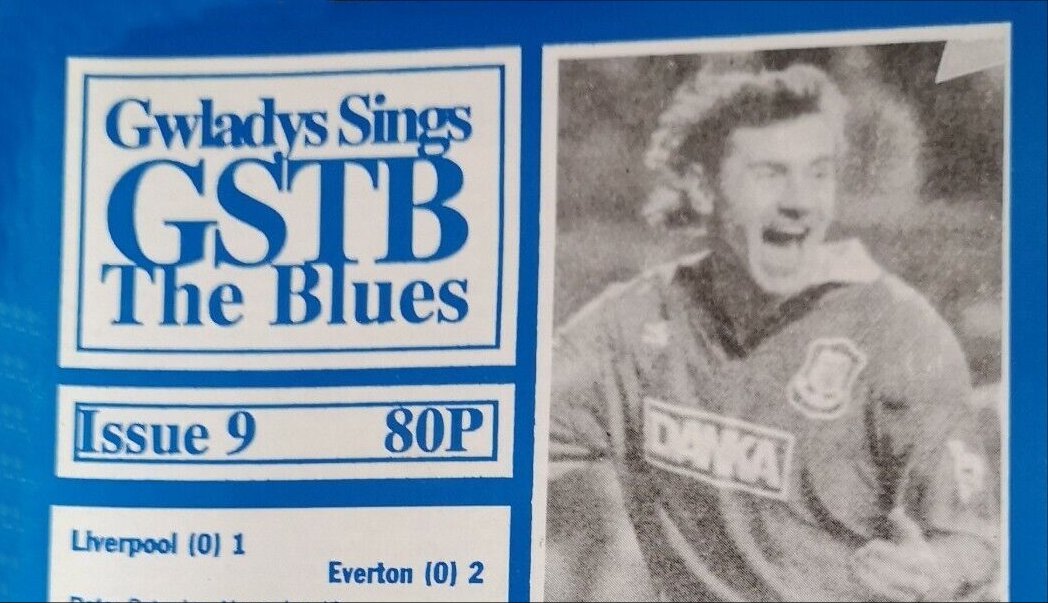 Gwladys Sings
GSTB
The Blues
Issue 9 80P
Liverpool (0) 1
Everton (0) 2
DANKA